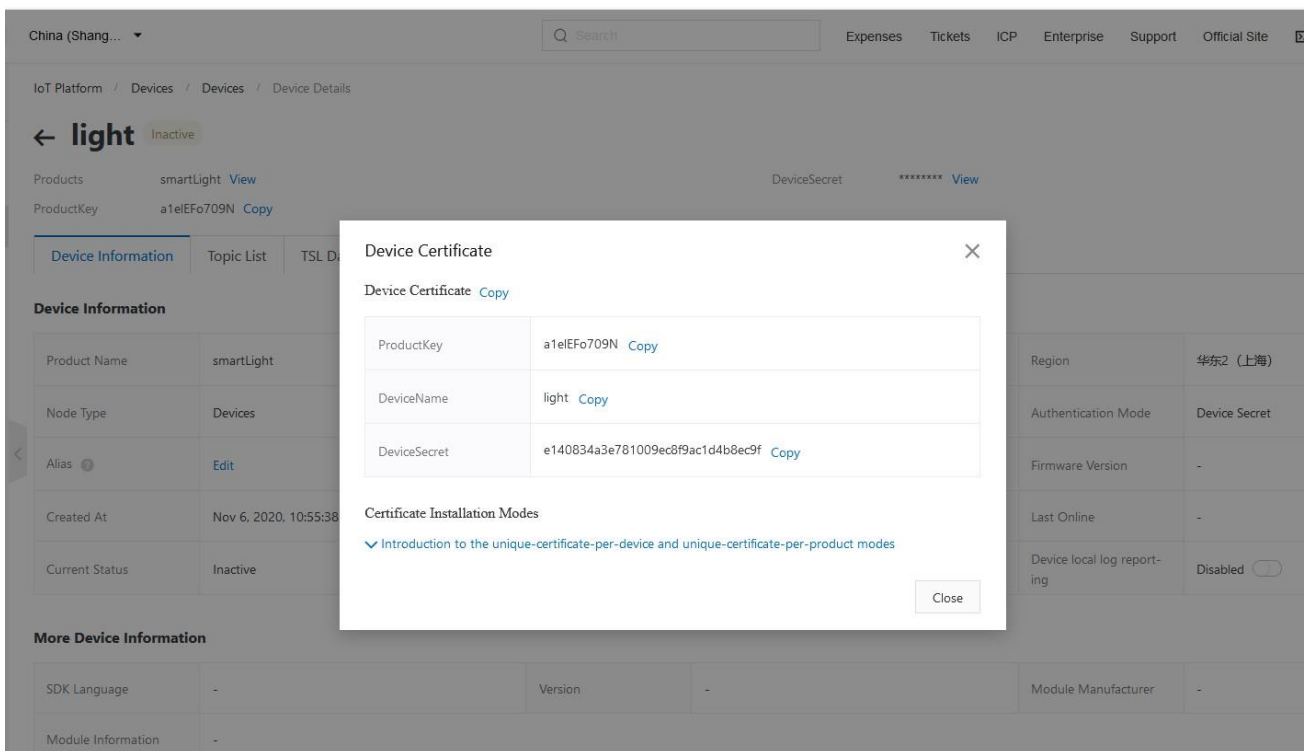 China (Shang...
Search
Expenses Tickets ICP Enterprise Support Official Site
IoT Platform / Devices / Devices / Device Details
← light Inactive
Products smartLight View DeviceSecret ******** View
ProductKey a1elEFo709N Copy
Device Information Topic List TSL Da
Device Certificate
Device Certificate Copy
ProductKey a1elEFo709N Copy
DeviceName light Copy
DeviceSecret e140834a3e781009ec8f9ac1d4b8ec9f Copy
Certificate Installation Modes
Introduction to the unique-certificate-per-device and unique-certificate-per-product modes
Close
Device Information
Product Name smartLight Region 华东2（上海）
Node Type Devices Authentication Mode Device Secret
Alias Edit Firmware Version -
Created At Nov 6, 2020, 10:55:38 Last Online -
Current Status Inactive Device local log report-
ing Disabled
More Device Information
SDK Language - Version - Module Manufacturer -
Module Information -